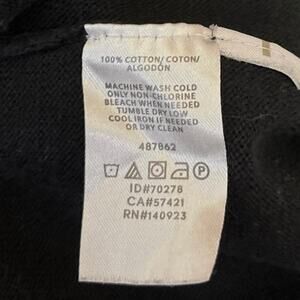 100% COTTON/COTON/
ALGODÓN
MACHINE WASH COLD
ONLY NON-CHLORINE
BLEACH WHEN NEEDED
TUMBLE DRY LOW
COOL IRON IF NEEDED
OR DRY CLEAN
487862
P
ID#70278
CA#57421
RN#140923